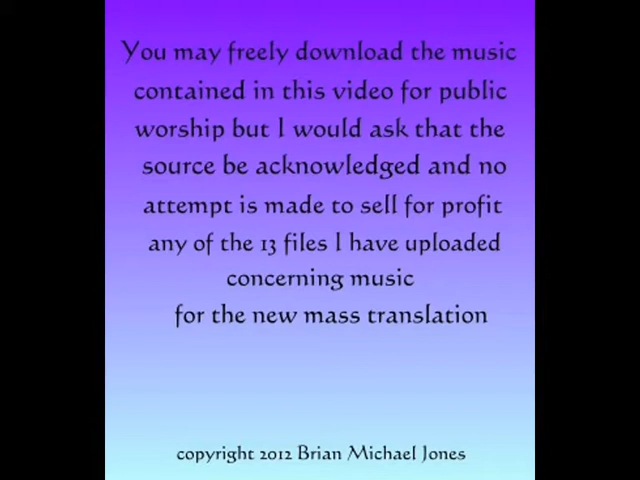 You may freely download the music
contained in this video for public
worship but I would ask that the
source be acknowledged and no
attempt is made to sell for profit
any of the 13 files I have uploaded
concerning music
for the new mass translation
copyright 2012 Brian Michael Jones